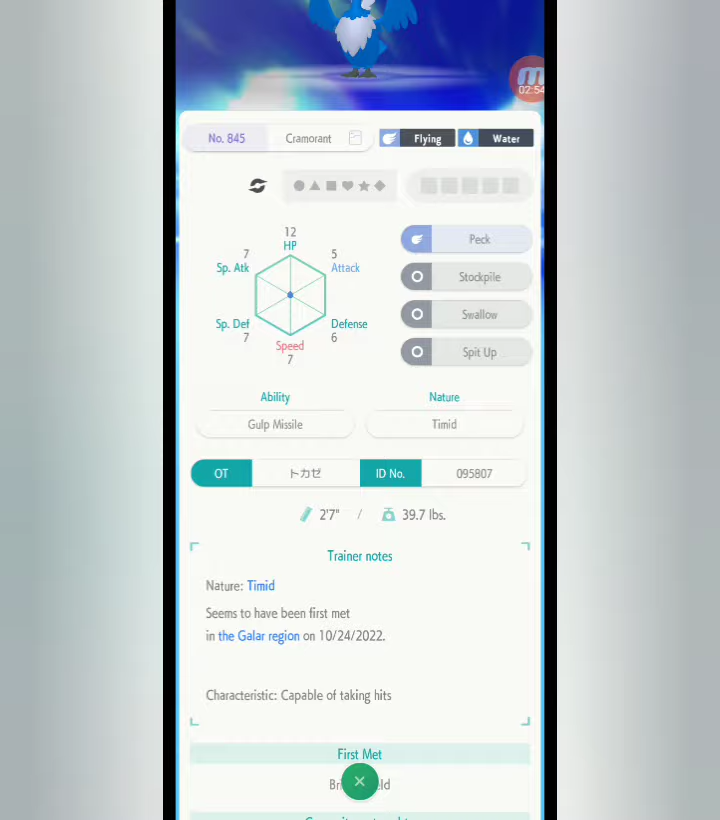 02:54
No. 845 Cramorant Flying Water
12
HP
7 5
Sp. Atk Attack
Sp. Def Defense
7 6
Speed
7
Peck
Stockpile
Swallow
Spit Up
Ability Nature
Gulp Missile Timid
OT トカゼ ID No. 095807
2'7" / 39.7 lbs.
Trainer notes
Nature: Timid
Seems to have been first met
in the Galar region on 10/24/2022.
Characteristic: Capable of taking hits
First Met